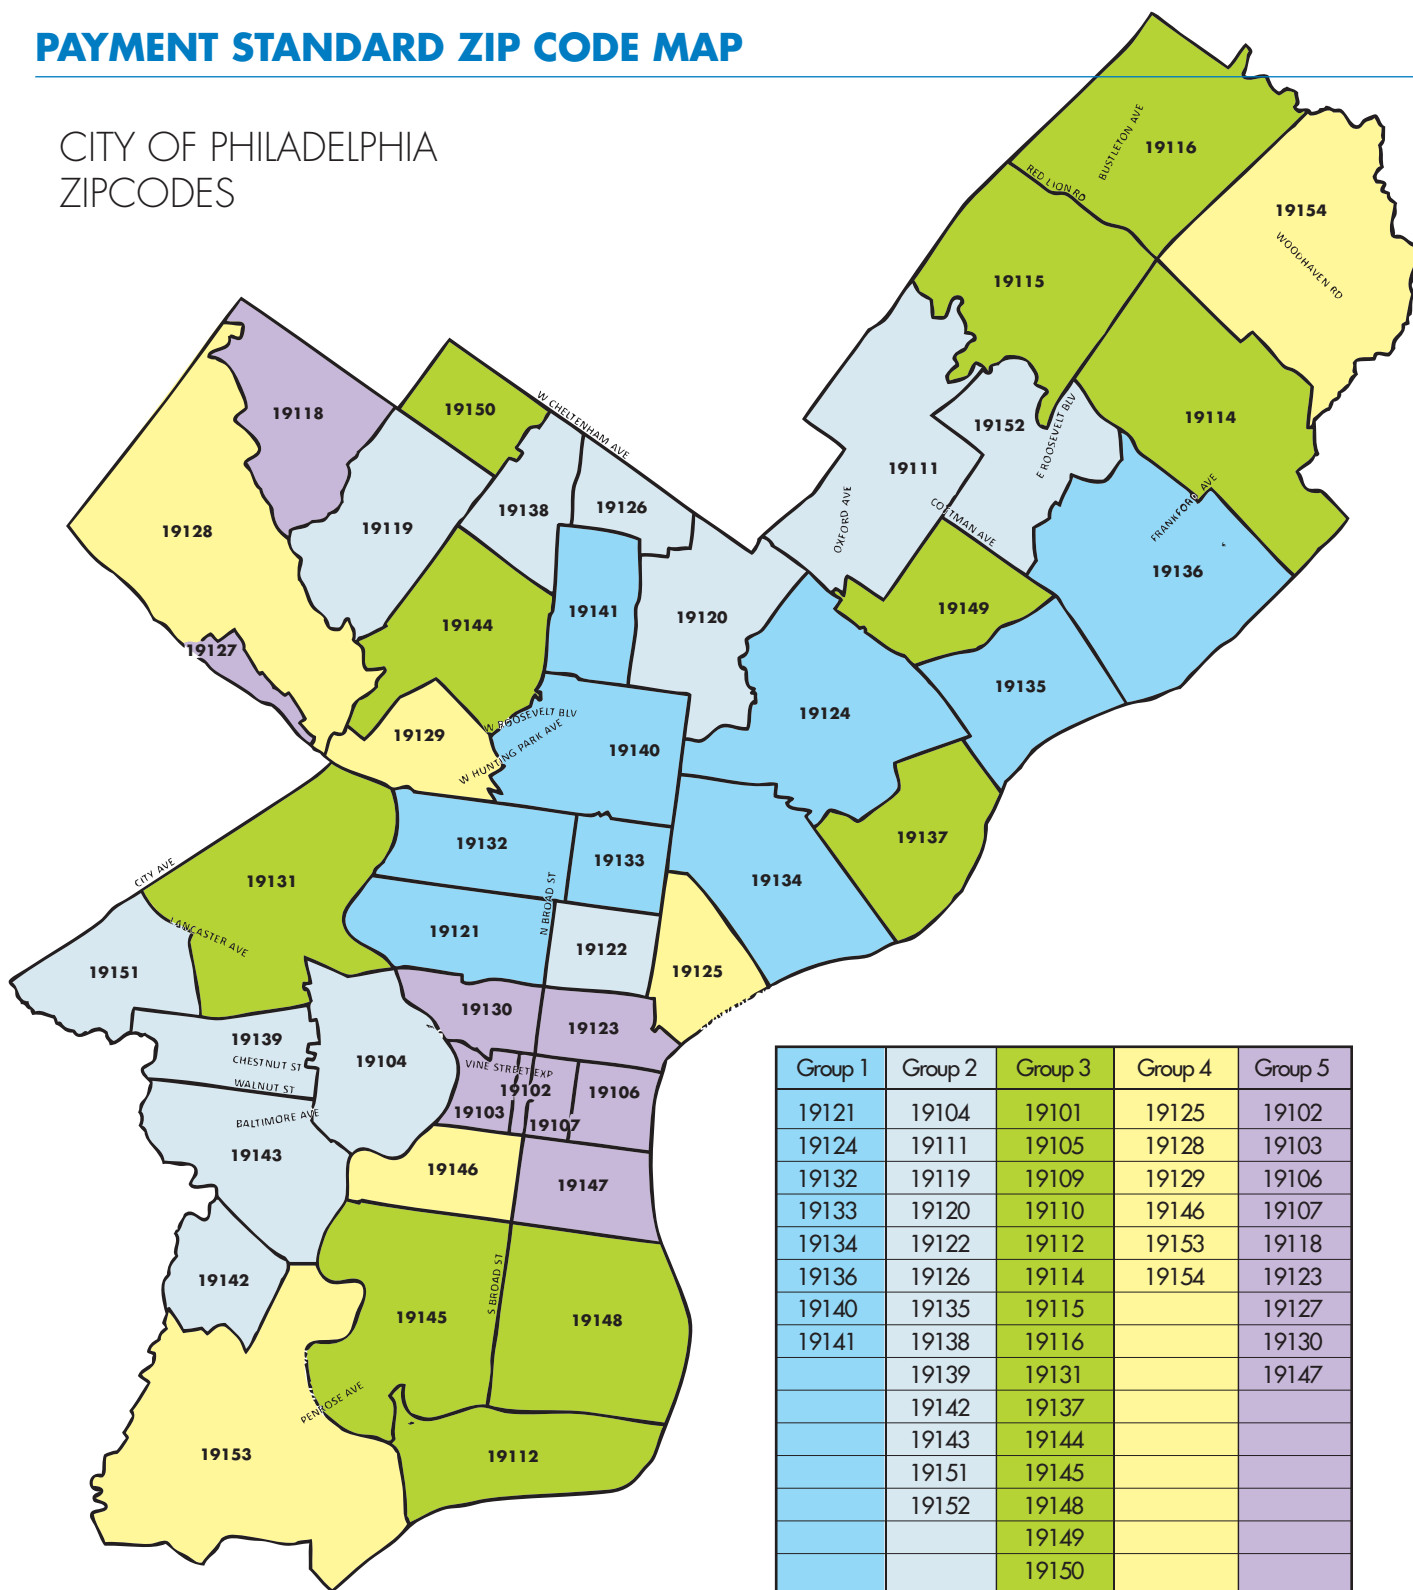 PAYMENT STANDARD ZIP CODE MAP
CITY OF PHILADELPHIA
ZIPCODES
19116
BUSTLETON AVE
RED LION RD
19154
WOODHAVEN RD
19115
19114
19118
19150
W CHELTENHAM AVE
19152
E ROOSEVELT BLV
19111
OXFORD AVE
COTTMAN AVE
FRANKFORD AVE
19128
19119
19138
19126
19136
19141
19120
19149
19144
19127
19135
19124
19129
W ROOSEVELT BLV
W HUNTING PARK AVE
19140
19132
19133
19137
CITY AVE
19131
19134
N BROAD ST
19121
LANCASTER AVE
19122
19151
19125
19130
19123
19139
CHESTNUT ST
WALNUT ST
19104
VINE STREET EXP
19102
19106
19103
19107
BALTIMORE AVE
19143
19146
19147
19142
S BROAD ST
19145
19148
PENROSE AVE
19153
19112
Group 1 Group 2 Group 3 Group 4 Group 5
19121 19104 19101 19125 19102
19124 19111 19105 19128 19103
19132 19119 19109 19129 19106
19133 19120 19110 19146 19107
19134 19122 19112 19153 19118
19136 19126 19114 19154 19123
19140 19135 19115 19127
19141 19138 19116 19130
19139 19131 19147
19142 19137
19143 19144
19151 19145
19152 19148
19149
19150